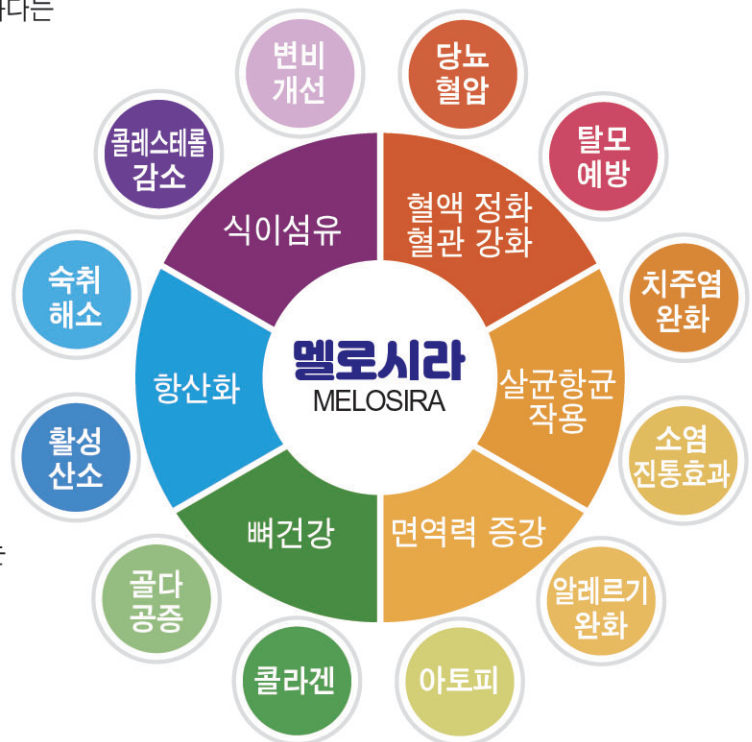 하다는
변비
개선
당뇨
혈압
콜레스테롤
감소
탈모
예방
식이섬유
혈액 정화
혈관 강화
숙취
해소
치주염
완화
멜로시라
MELOSIRA
항산화
살균항균
작용
활성
산소
소염
진통효과
뼈건강
면역력 증강
는
골다
공증
알레르기
완화
콜라겐
아토피